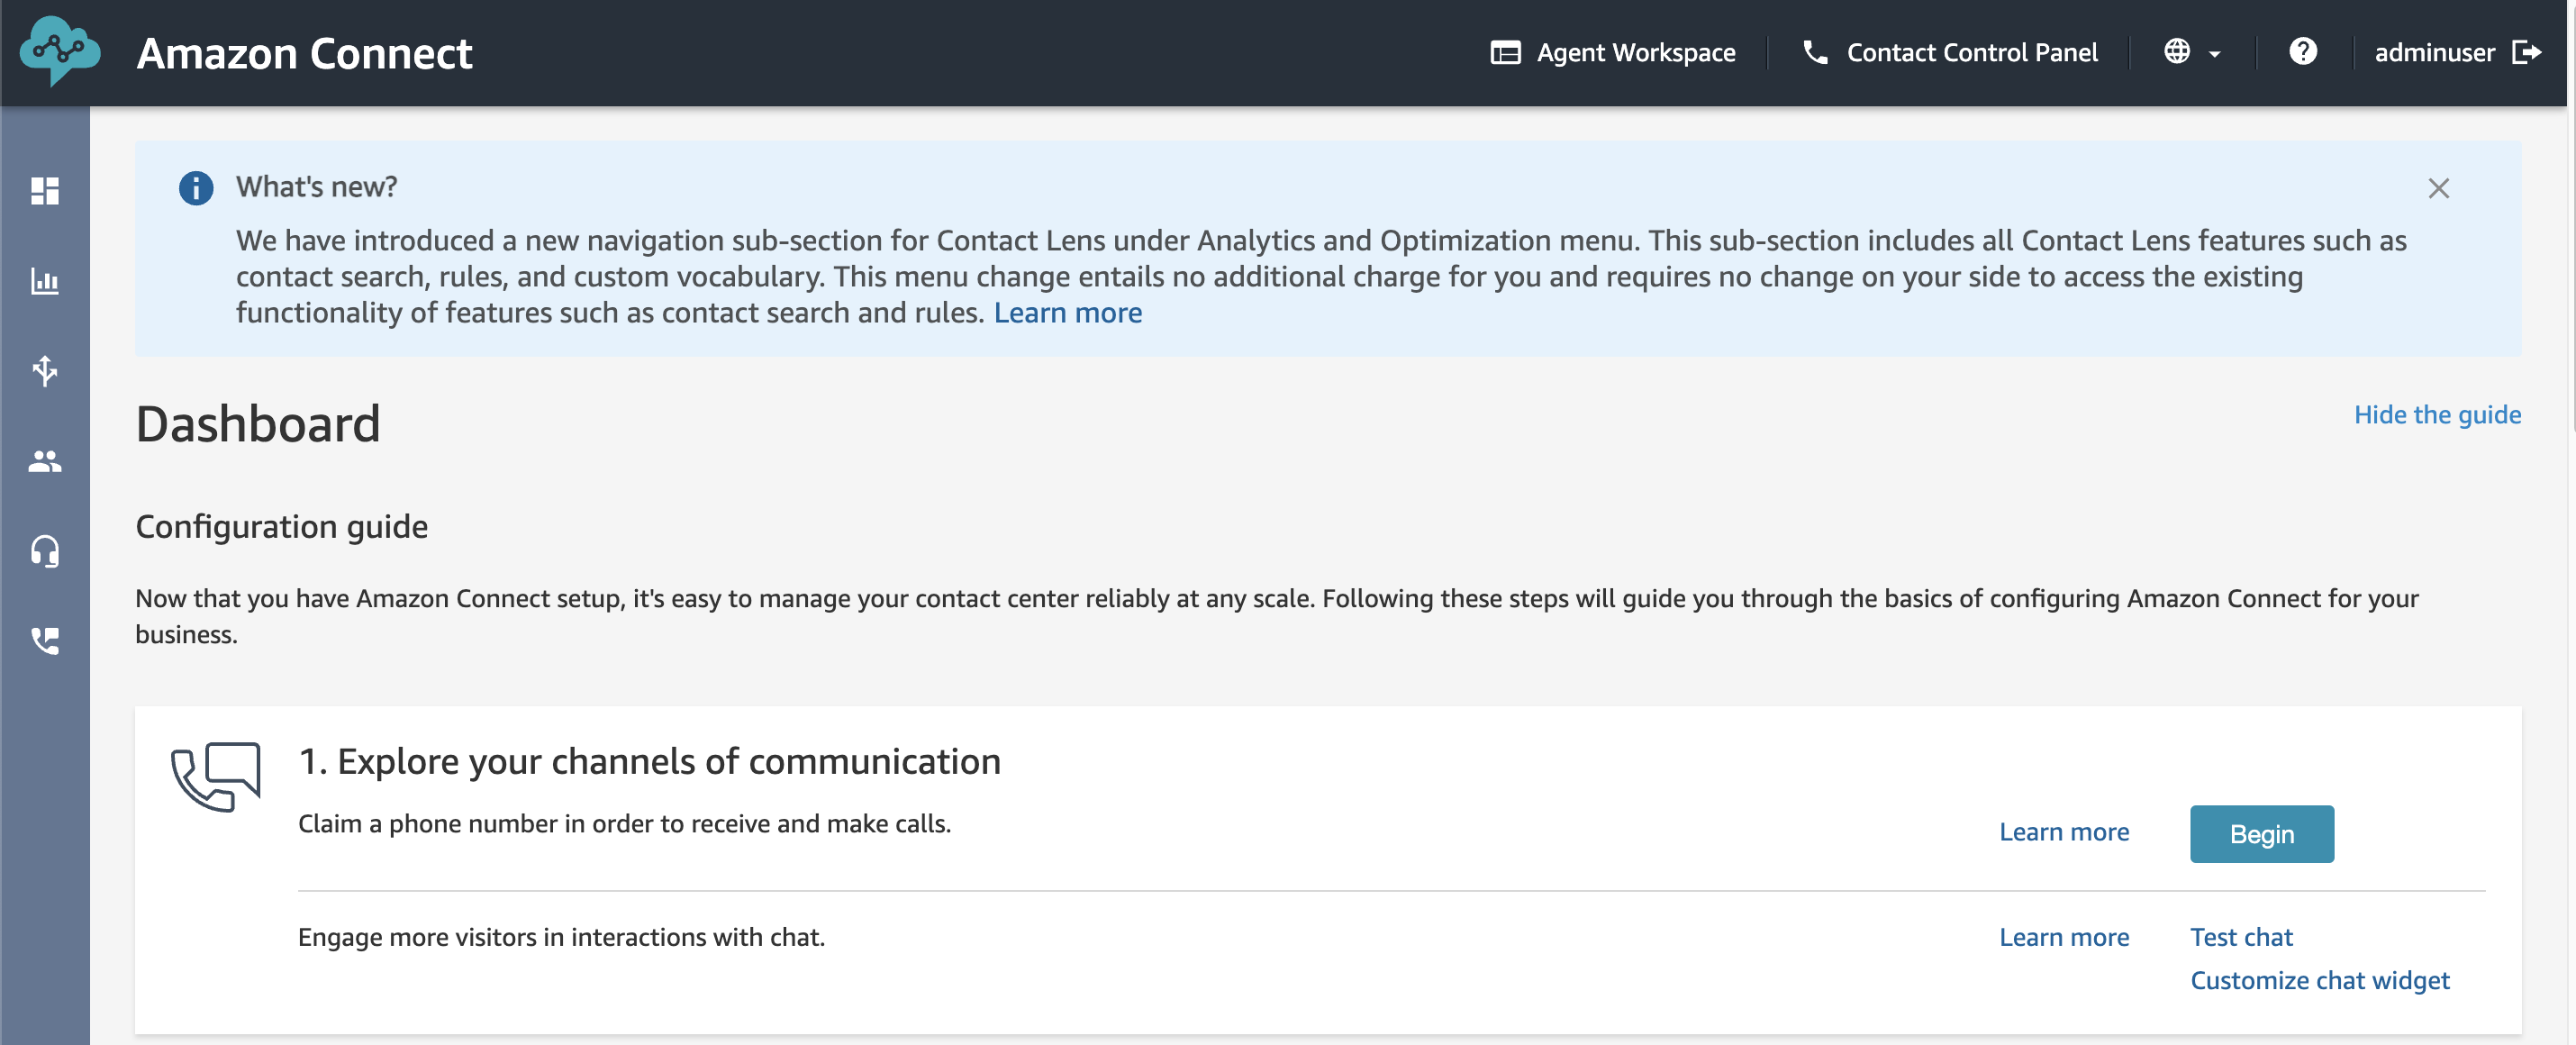 Amazon Connect
Agent Workspace
Contact Control Panel
adminuser
What's new?
We have introduced a new navigation sub-section for Contact Lens under Analytics and Optimization menu. This sub-section includes all Contact Lens features such as
contact search, rules, and custom vocabulary. This menu change entails no additional charge for you and requires no change on your side to access the existing
functionality of features such as contact search and rules. Learn more
Dashboard
Hide the guide
Configuration guide
Now that you have Amazon Connect setup, it's easy to manage your contact center reliably at any scale. Following these steps will guide you through the basics of configuring Amazon Connect for your
business.
1. Explore your channels of communication
Claim a phone number in order to receive and make calls.
Learn more
Begin
Engage more visitors in interactions with chat.
Learn more
Test chat
Customize chat widget